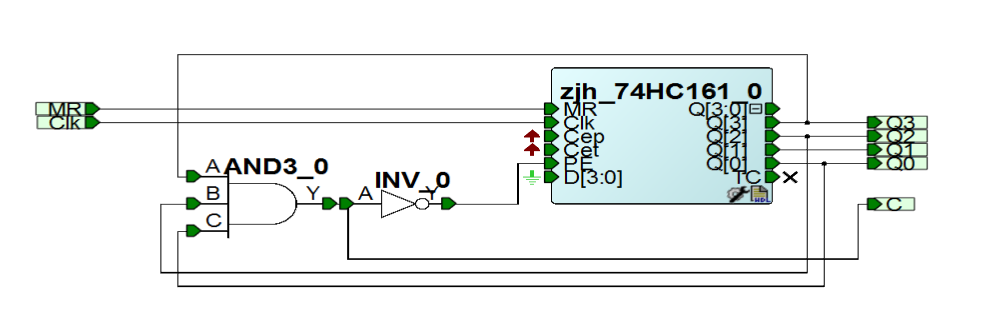 zjh_74HC161_0
MR
Clk
MR
Clk
Cep
Cet
PE
D[3:0]
Q[3:0]
Q[3]
Q[2]
Q[1]
Q[0]
TC
HDL
Q3
Q2
Q1
Q0
C
AND3_0
A
B
C
Y
INV_0
A
Y